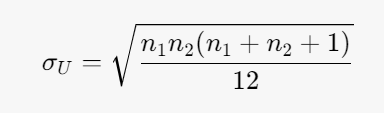 σ_U = √(n₁n₂(n₁ + n₂ + 1) / 12)